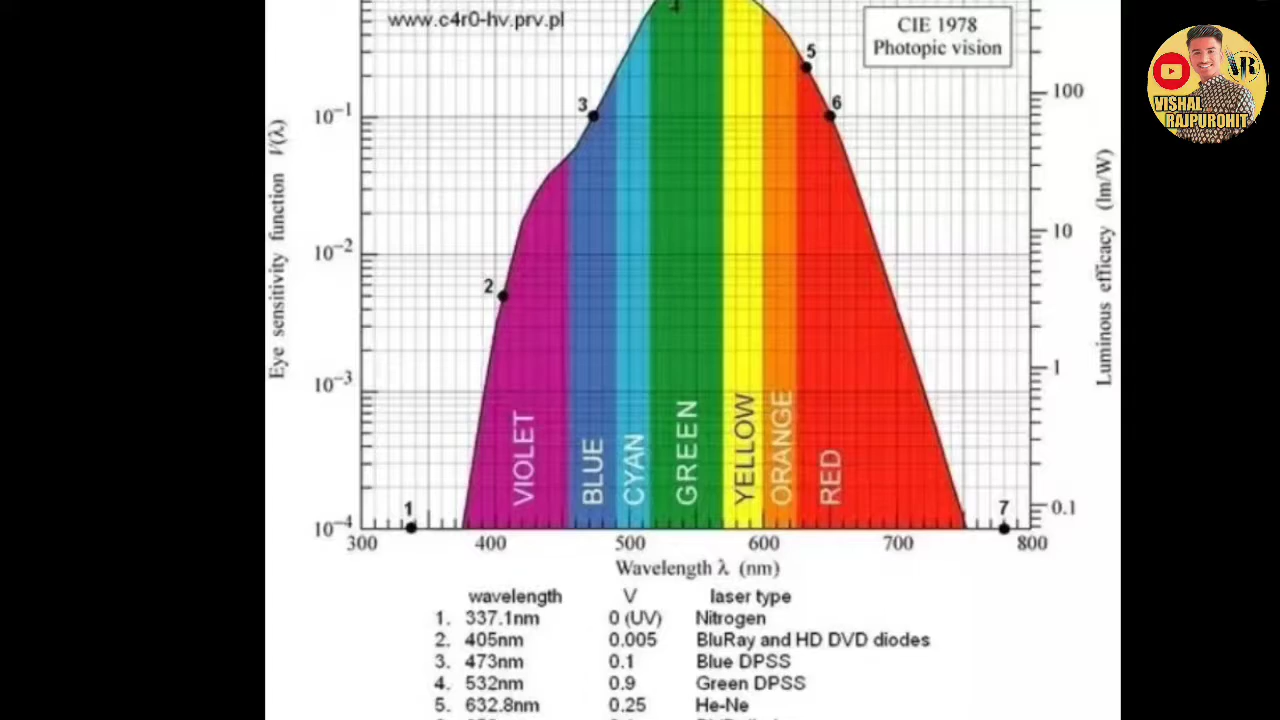 www.c4r0-hv.prv.pl
4
CIE 1978
Photopic vision
VB
VISHAL
RAJPUROHIT
5
3
6
100
10⁻¹
Eye sensitivity function V(λ)
Luminous efficacy (lm/W)
10
10⁻²
2
1
10⁻³
VIOLET
BLUE
CYAN
GREEN
YELLOW
ORANGE
RED
1
7
0.1
10⁻⁴
300 400 500 600 700 800
Wavelength λ (nm)
wavelength V laser type
1. 337.1nm 0 (UV) Nitrogen
2. 405nm 0.005 BluRay and HD DVD diodes
3. 473nm 0.1 Blue DPSS
4. 532nm 0.9 Green DPSS
5. 632.8nm 0.25 He-Ne